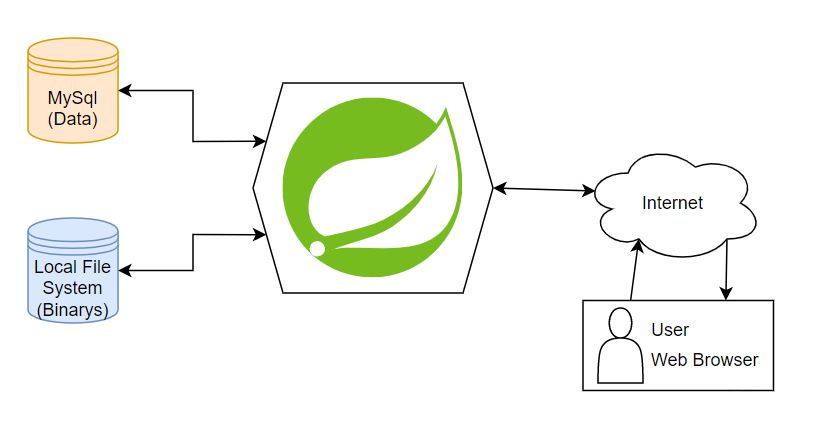 MySql
(Data)
Local File
System
(Binarys)
Internet
User
Web Browser